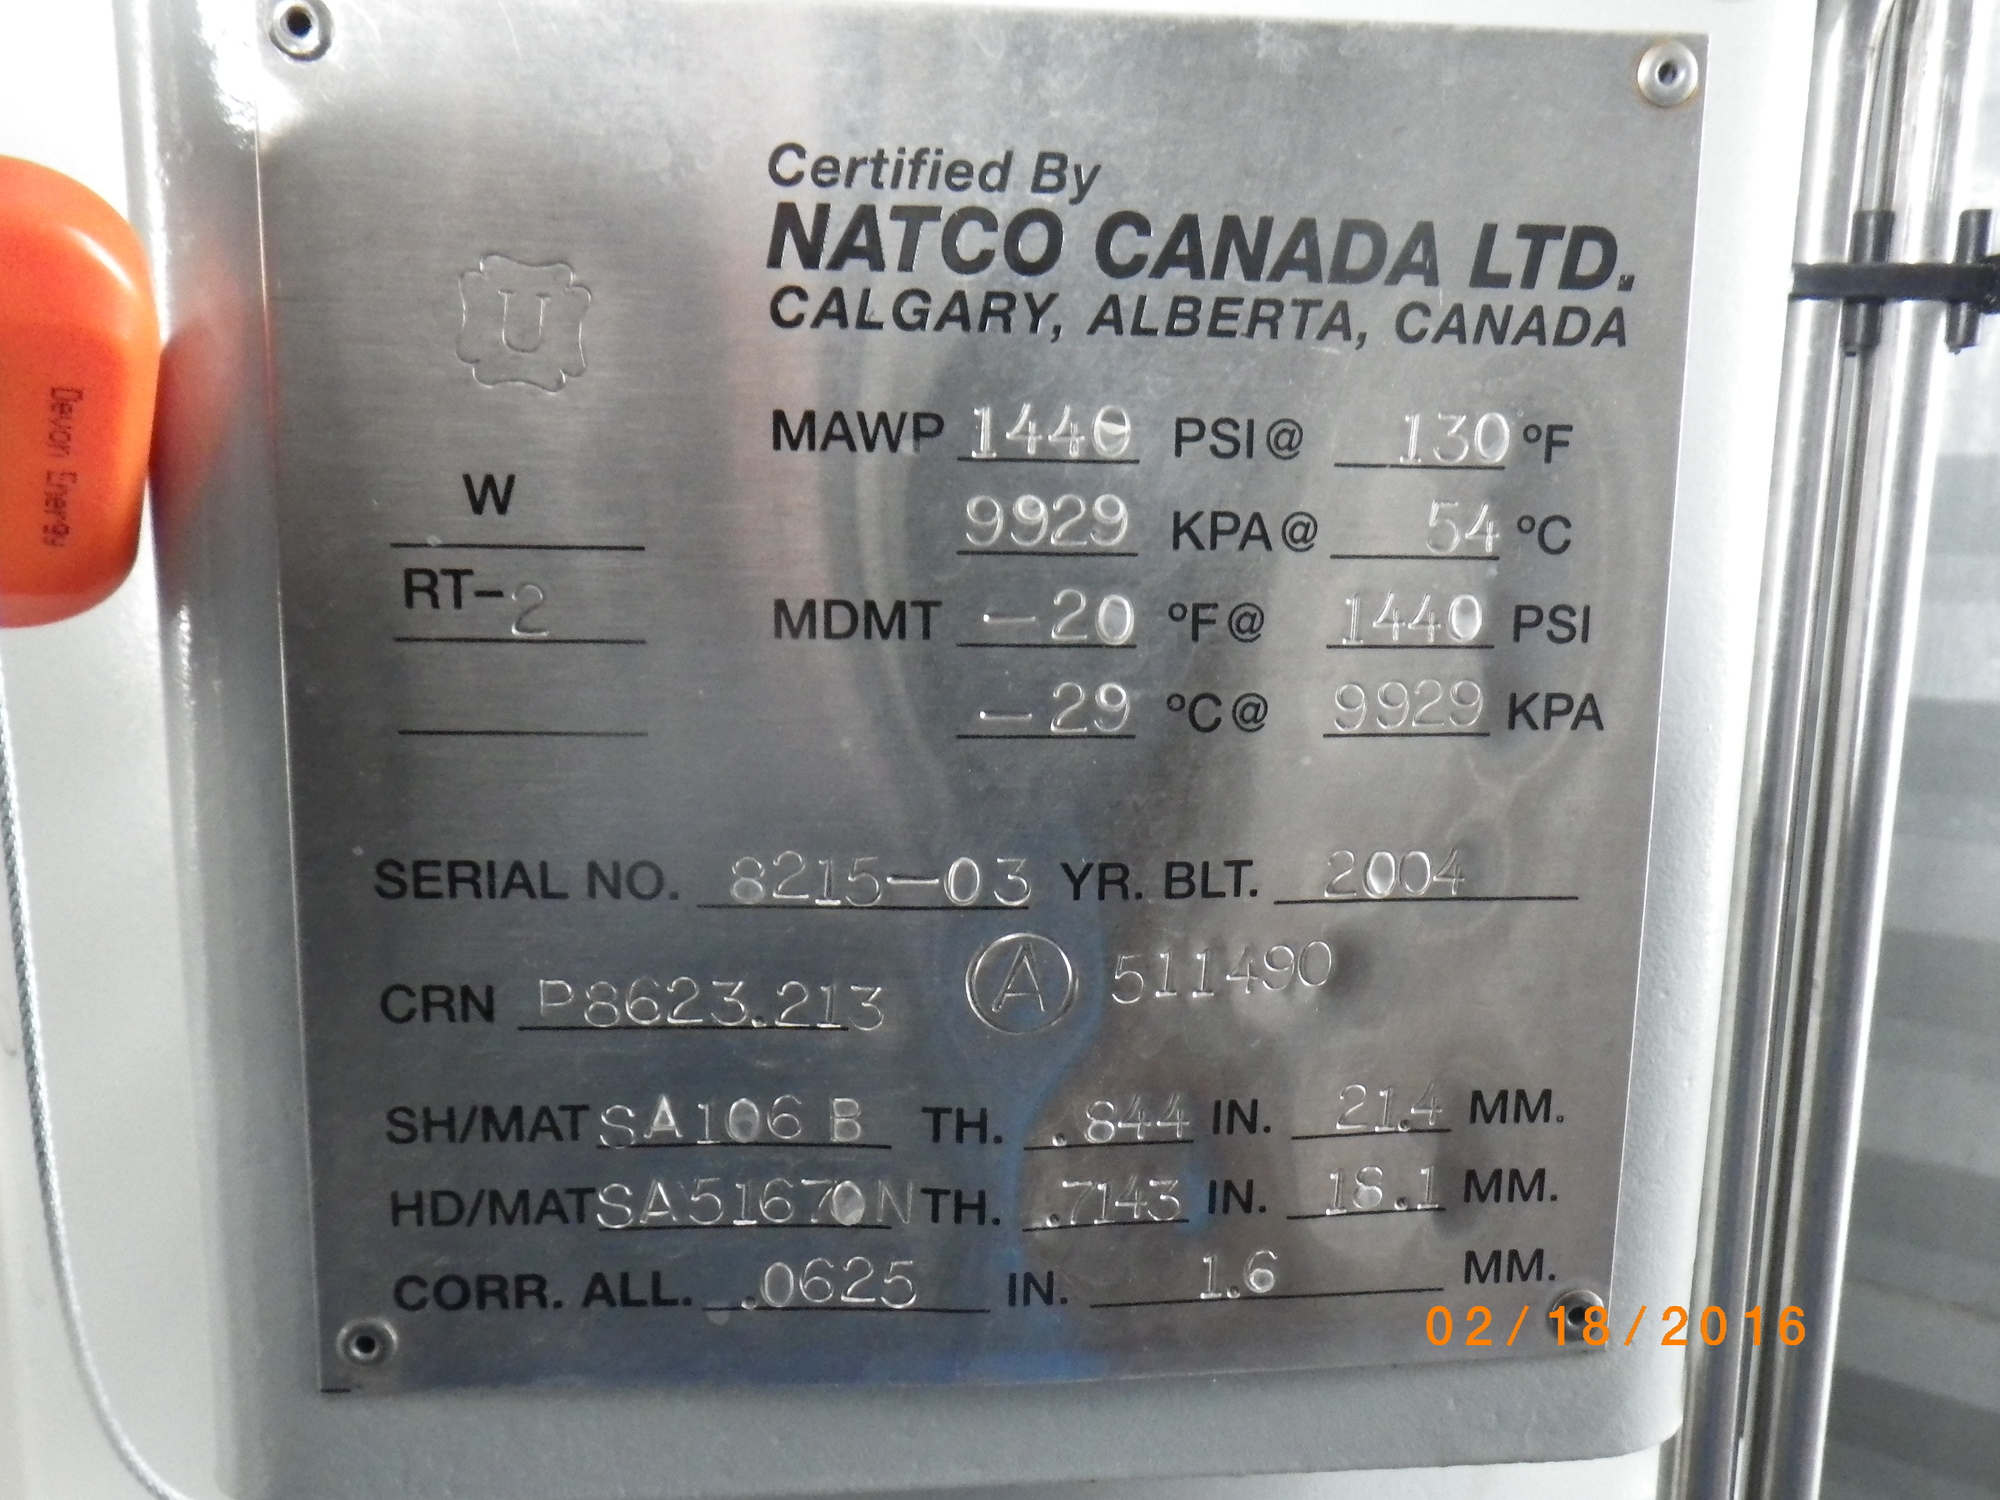 Certified By
NATCO CANADA LTD.
CALGARY, ALBERTA, CANADA
U
MAWP 1440 PSI@ 130 °F
9929 KPA@ 54 °C
W
RT-2
MDMT -20 °F@ 1440 PSI
-29 °C@ 9929 KPA
SERIAL NO. 8215-03 YR. BLT. 2004
CRN P8623.213 A 511490
SH/MAT SA106 B TH. .844 IN. 21.4 MM.
HD/MAT SA51670N TH. .7143 IN. 18.1 MM.
CORR. ALL. .0625 IN. 1.6 MM.
Devon Energy
02/18/2016